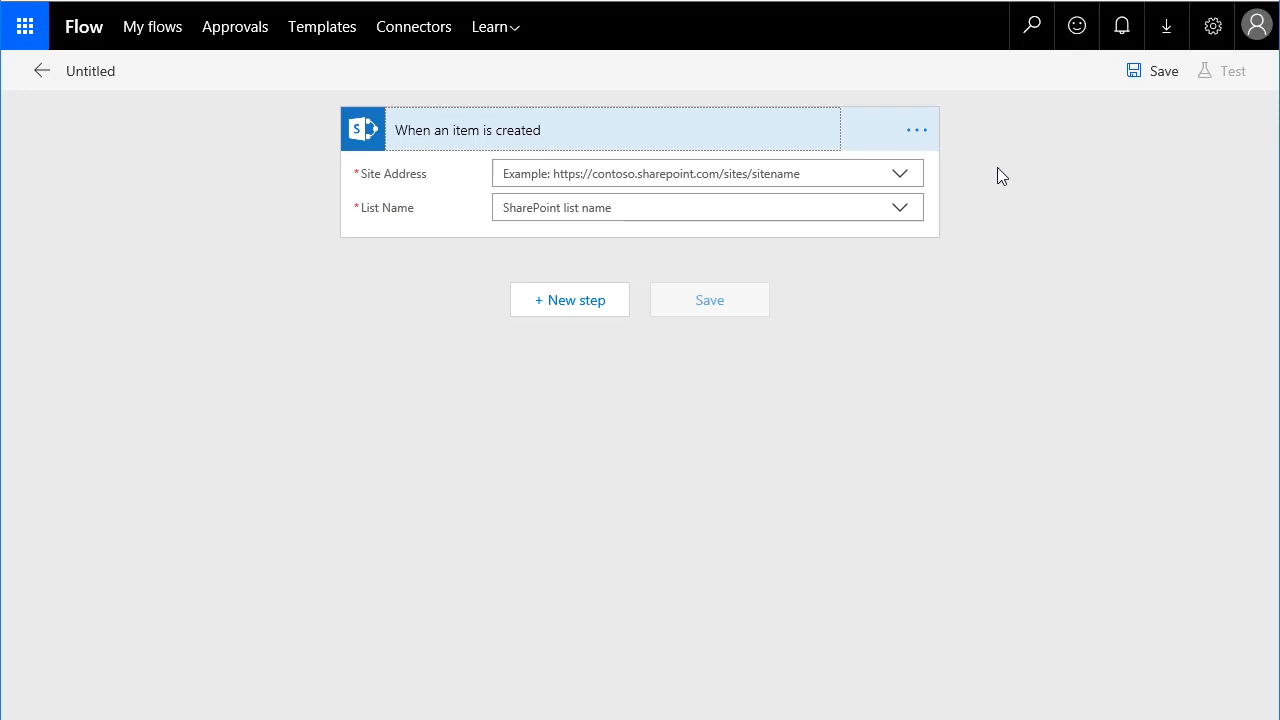 Flow My flows Approvals Templates Connectors Learn
Untitled Save Test
S When an item is created ...
* Site Address Example: https://contoso.sharepoint.com/sites/sitename
* List Name SharePoint list name
+ New step Save